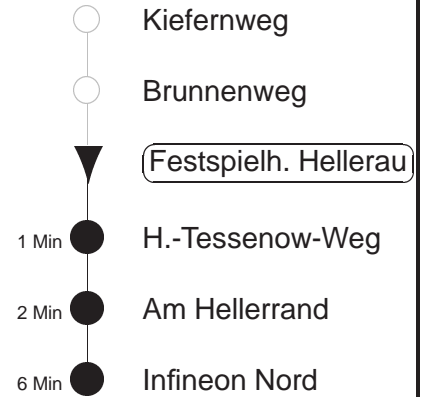 Kiefernweg
Brunnenweg
Festspielh. Hellerau
1 Min H.-Tessenow-Weg
2 Min Am Hellerrand
6 Min Infineon Nord